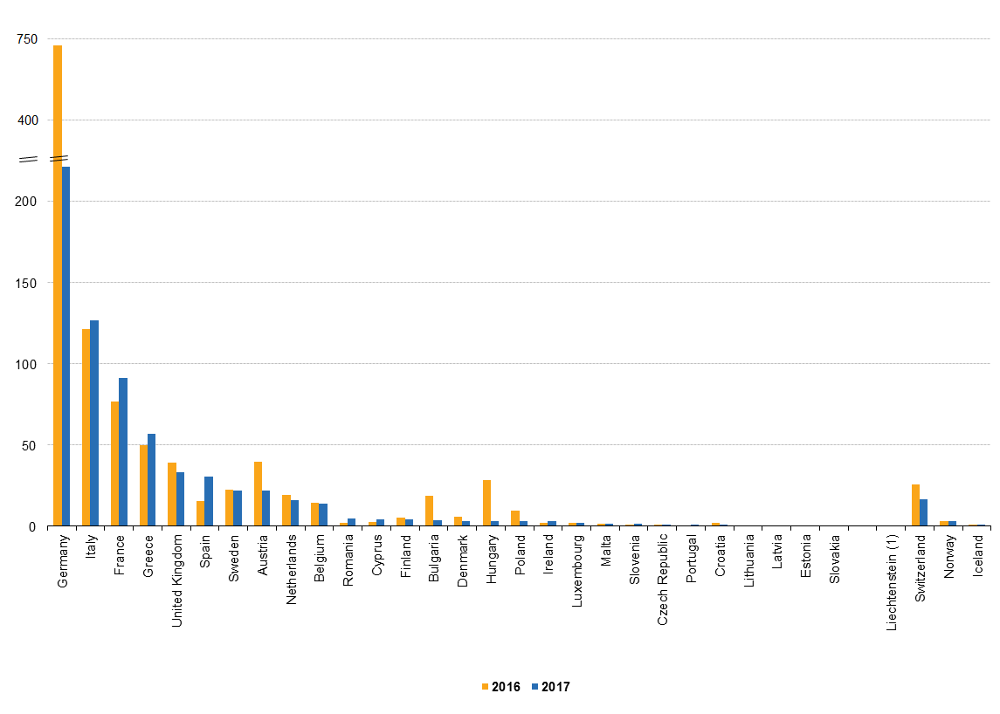 750
400
200
150
100
50
0
Germany
Italy
France
Greece
United Kingdom
Spain
Sweden
Austria
Netherlands
Belgium
Romania
Cyprus
Finland
Bulgaria
Denmark
Hungary
Poland
Ireland
Luxembourg
Malta
Slovenia
Czech Republic
Portugal
Croatia
Lithuania
Latvia
Estonia
Slovakia
Liechtenstein (1)
Switzerland
Norway
Iceland
2016 2017